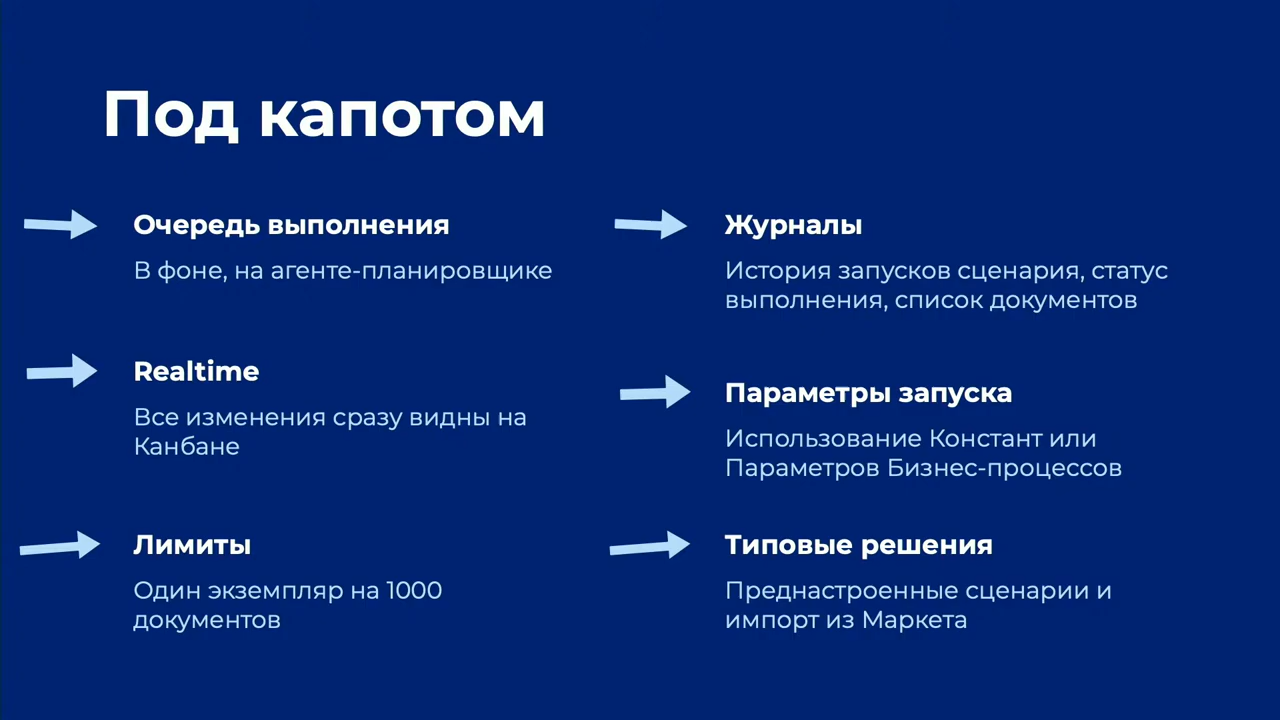 Под капотом
Очередь выполнения
В фоне, на агенте-планировщике
Realtime
Все изменения сразу видны на
Канбане
Лимиты
Один экземпляр на 1000
документов
Журналы
История запусков сценария, статус
выполнения, список документов
Параметры запуска
Использование Констант или
Параметров Бизнес-процессов
Типовые решения
Преднастроенные сценарии и
импорт из Маркета